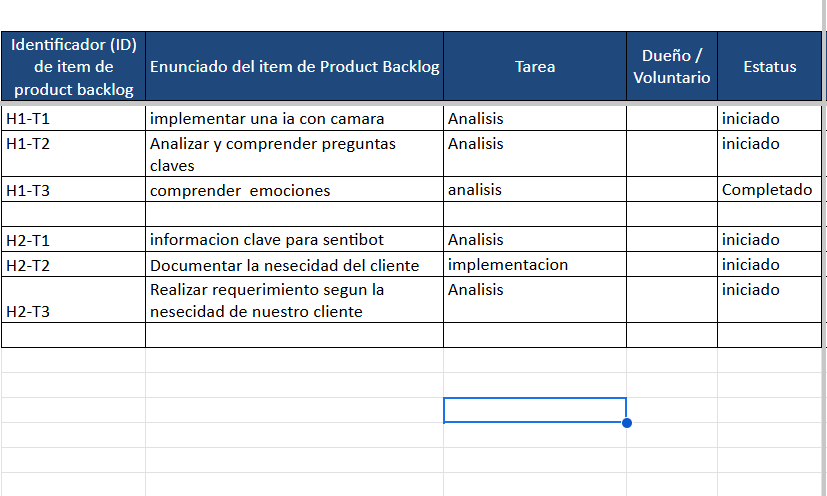 Identificador (ID) de item de product backlog Enunciado del item de Product Backlog Tarea Dueño / Voluntario Estatus
H1-T1 implementar una ia con camara Analisis iniciado
H1-T2 Analizar y comprender preguntas claves Analisis iniciado
H1-T3 comprender  emociones analisis Completado
H2-T1 informacion clave para sentibot Analisis iniciado
H2-T2 Documentar la nesecidad del cliente implementacion iniciado
H2-T3 Realizar requerimiento segun la nesecidad de nuestro cliente Analisis iniciado